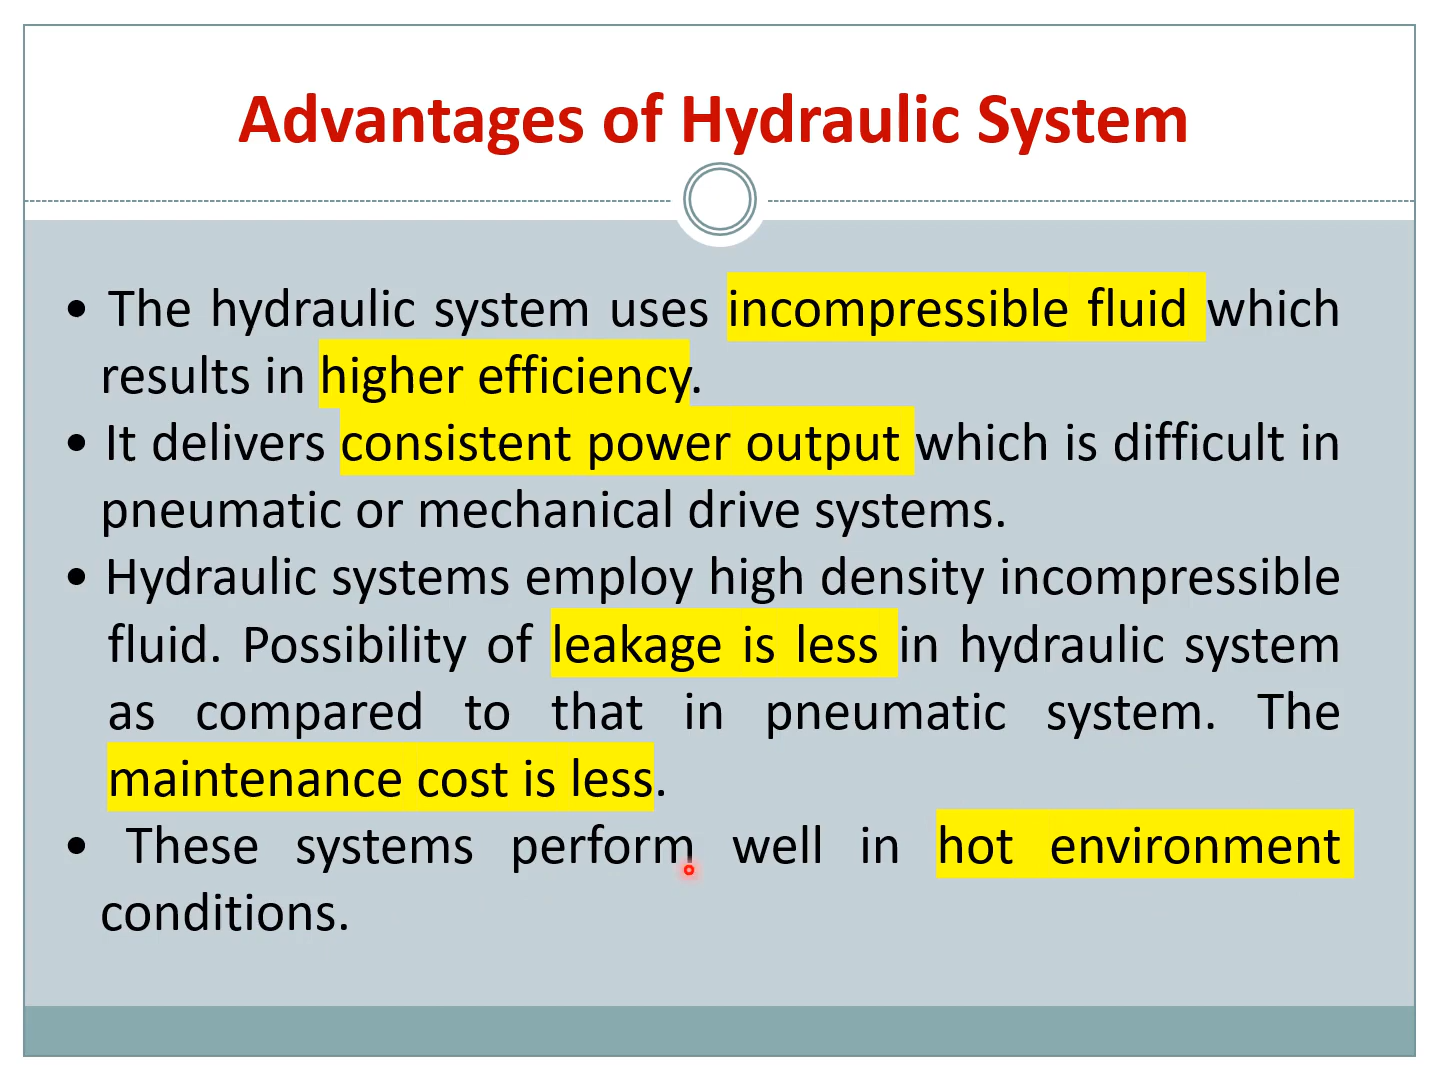 Advantages of Hydraulic System
• The hydraulic system uses incompressible fluid which
results in higher efficiency.
• It delivers consistent power output which is difficult in
pneumatic or mechanical drive systems.
• Hydraulic systems employ high density incompressible
fluid. Possibility of leakage is less in hydraulic system
as compared to that in pneumatic system. The
maintenance cost is less.
• These systems perform well in hot environment
conditions.